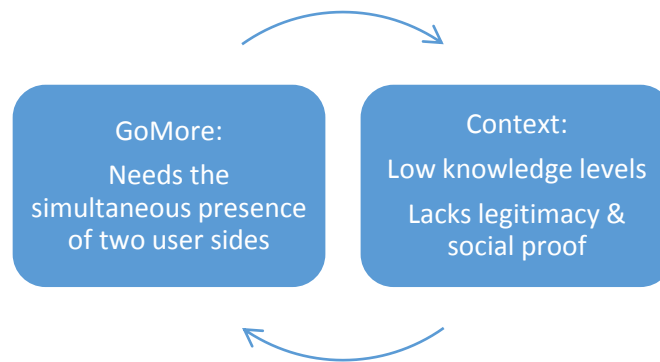 GoMore:
Needs the
simultaneous presence
of two user sides
Context:
Low knowledge levels
Lacks legitimacy &
social proof